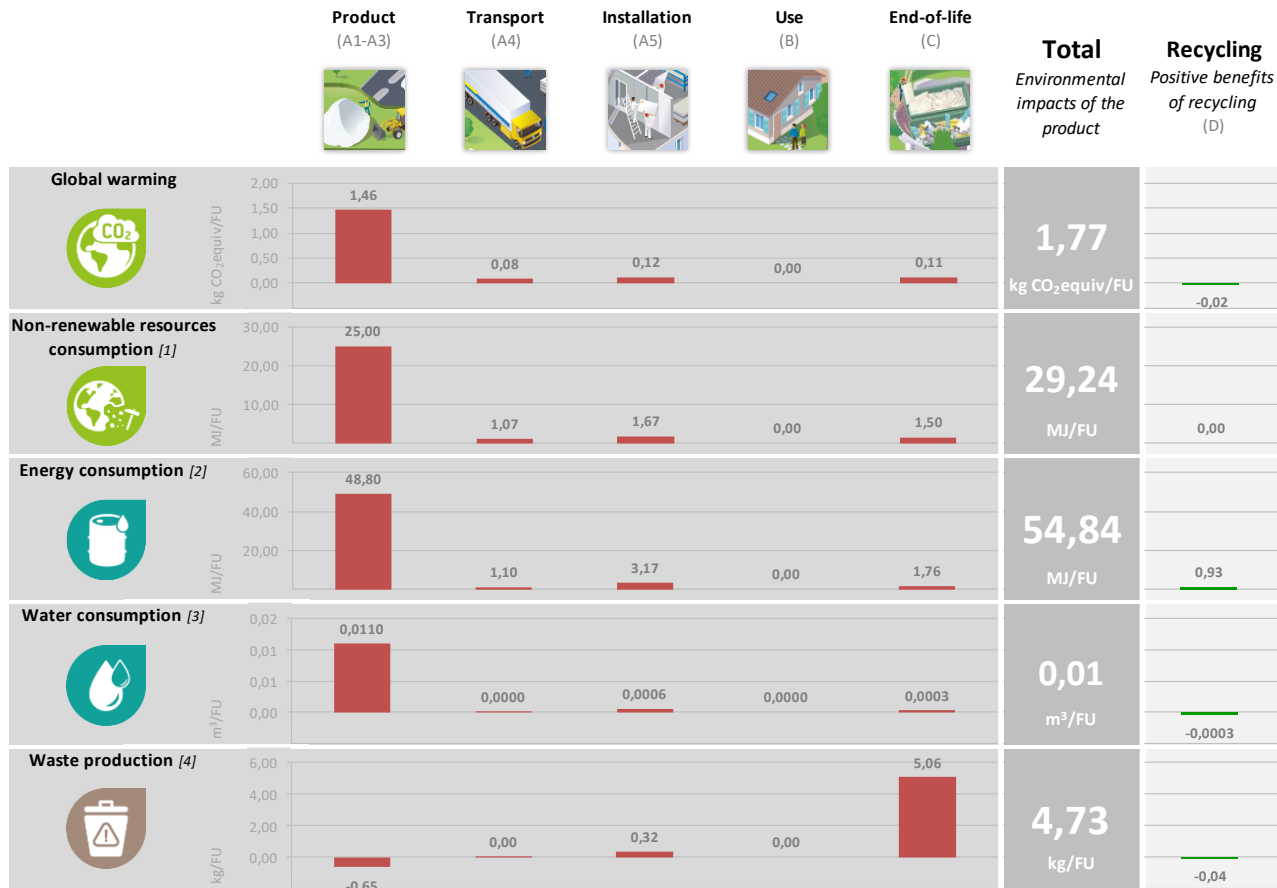 Product
(A1-A3)
Transport
(A4)
Installation
(A5)
Use
(B)
End-of-life
(C)
Total
Environmental
impacts of the
product
Recycling
Positive benefits
of recycling
(D)
Global warming
CO₂
kg CO₂equiv/FU
2,00
1,50
1,00
0,50
0,00
1,46
0,08
0,12
0,00
0,11
1,77
kg CO₂equiv/FU
-0,02
Non-renewable resources
consumption [1]
MJ/FU
30,00
20,00
10,00
25,00
1,07
1,67
0,00
1,50
29,24
MJ/FU
0,00
Energy consumption [2]
MJ/FU
60,00
40,00
20,00
48,80
1,10
3,17
0,00
1,76
54,84
MJ/FU
0,93
Water consumption [3]
m³/FU
0,02
0,01
0,01
0,00
0,0110
0,0000
0,0006
0,0000
0,0003
0,01
m³/FU
-0,0003
Waste production [4]
kg/FU
6,00
4,00
2,00
0,00
-0,65
0,00
0,32
0,00
5,06
4,73
kg/FU
-0,04